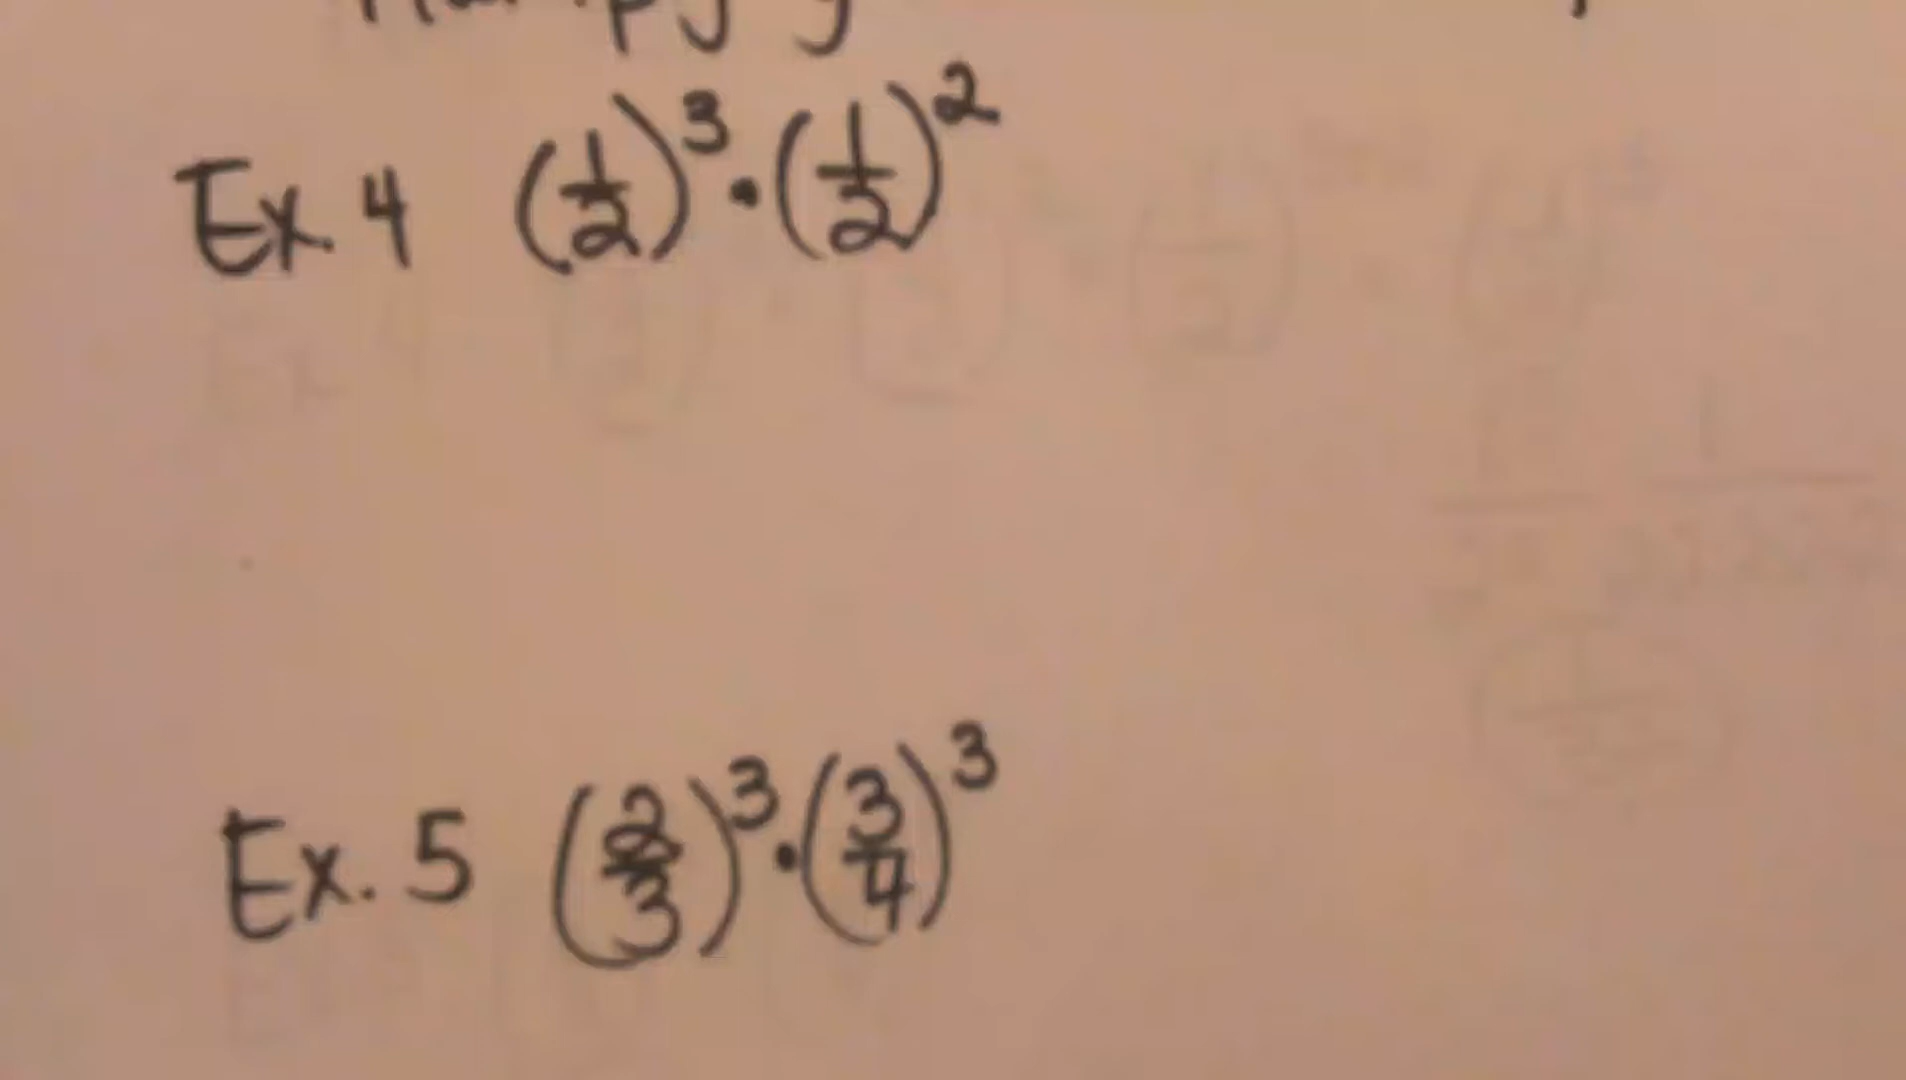 Ex. 4 (1/2)³ · (1/2)²
Ex. 5 (2/3)³ · (3/4)³